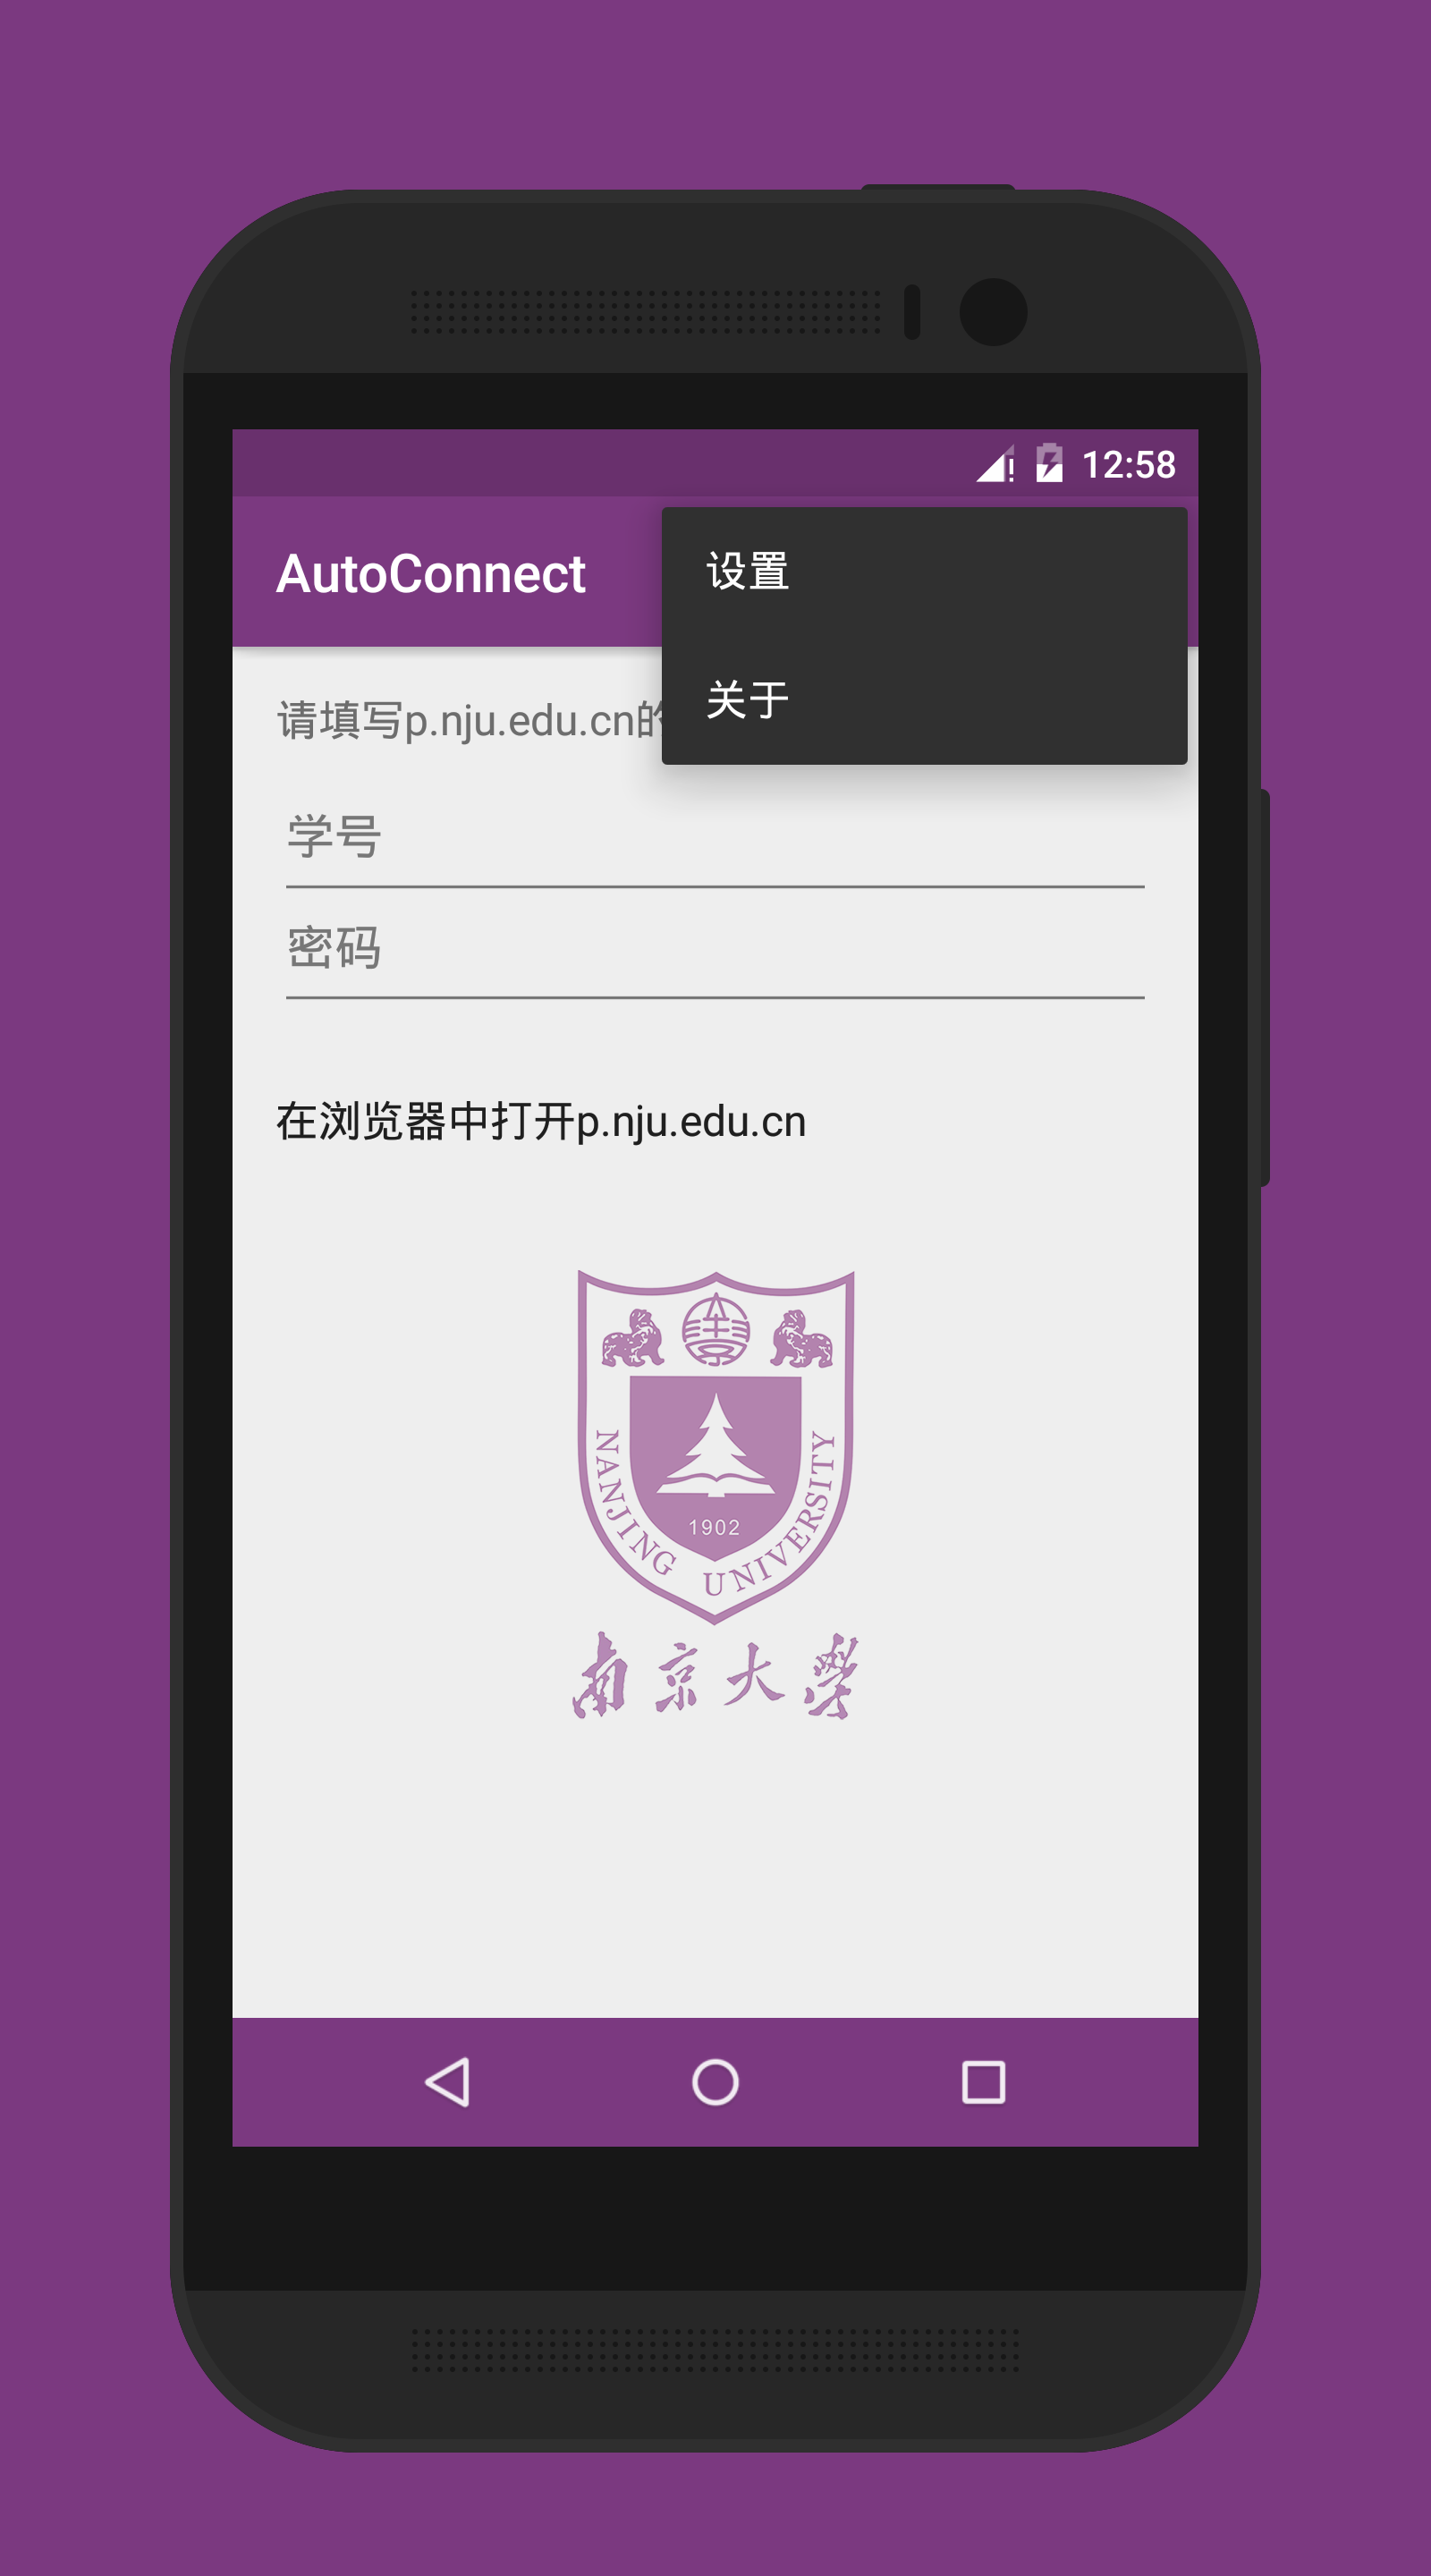 12:58
AutoConnect
设置
关于
请填写p.nju.edu.cn的
学号
密码
在浏览器中打开p.nju.edu.cn
1902
NANJING UNIVERSITY
南京大學